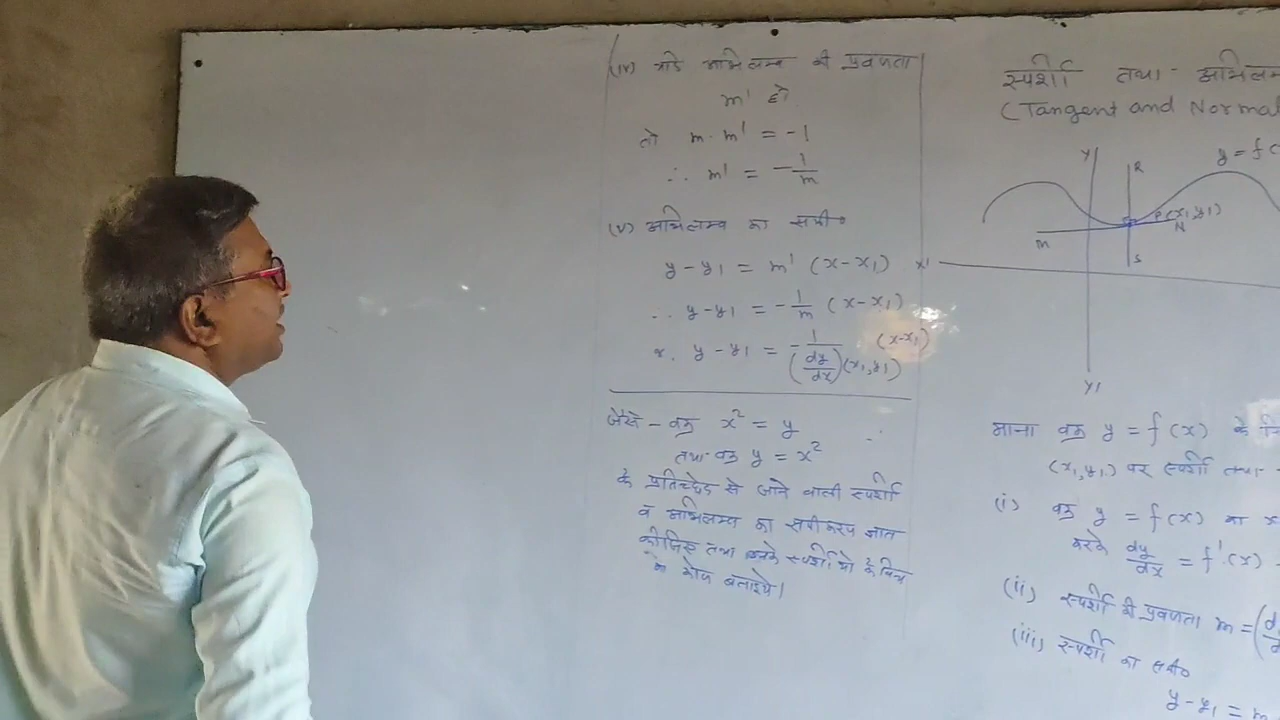 (iv) यदि अभिलम्ब की प्रवणता
m' हो
तो m·m' = -1
∴ m' = -1/m
(v) अभिलम्ब का समी०
y-y1 = m' (x-x1)
∴ y-y1 = -1/m (x-x1)
y-y1 = -1/(dy/dx)(x1,y1) (x-x1)
जैसे - वक्र x² = y
तथा वक्र y = x²
के प्रतिच्छेद से जाने वाली स्पर्शी
व अभिलम्ब का समीकरण ज्ञात
कीजिए तथा उनके स्पर्शियों के बिच
के कोण बताइये।
स्पर्शी तथा अभिलम
(Tangent and Normal
Y
R
y = f(
P(x1,y1)
m
N
X'
S
Y1
माना वक्र y = f(x) के
(x1,y1) पर स्पर्शी तथा
(i) वक्र y = f(x) का x
करके dy/dx = f'(x)
(ii) स्पर्शी की प्रवणता m = (d
(iii) स्पर्शी का समी०
y-y1 = m